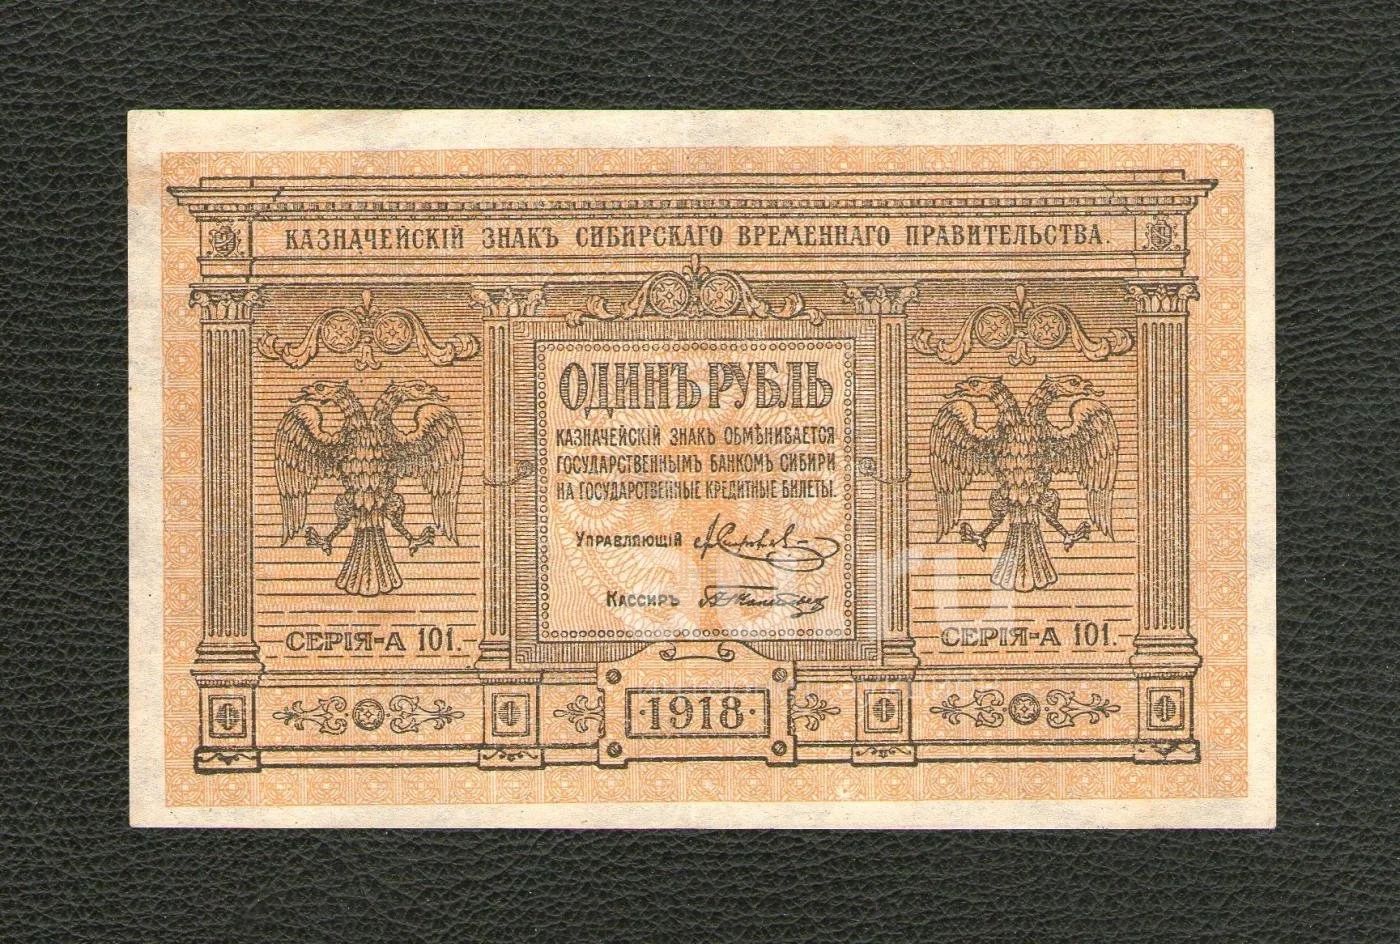 КАЗНАЧЕЙСКІЙ ЗНАКЪ СИБИРСКАГО ВРЕМЕННАГО ПРАВИТЕЛЬСТВА.
ОДИНЪ РУБЛЬ
КАЗНАЧЕЙСКІЙ ЗНАКЪ ОБМѢНИВАЕТСЯ
ГОСУДАРСТВЕННЫМЪ БАНКОМЪ СИБИРИ
НА ГОСУДАРСТВЕННЫЕ КРЕДИТНЫЕ БИЛЕТЫ.
УПРАВЛЯЮЩІЙ
КАССИРЪ
СЕРІЯ-А 101.
СЕРІЯ-А 101.
·1918·